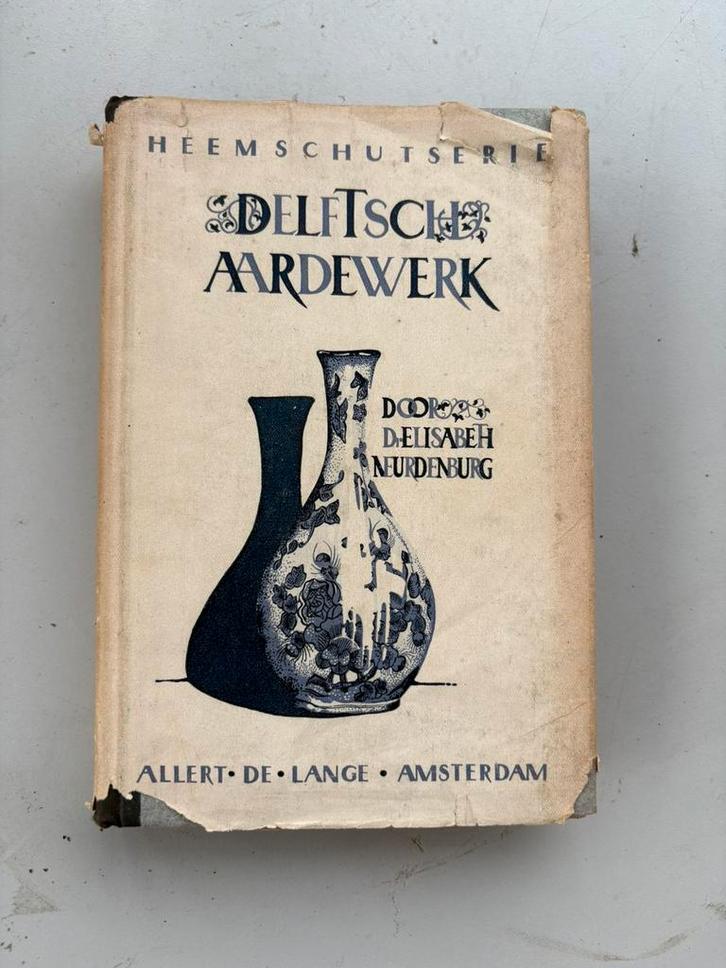 HEEMSCHUTSERIE
DELFTSCH
AARDEWERK
DOOR
Dr ELISABETH
NEURDENBURG
ALLERT • DE • LANGE • AMSTERDAM